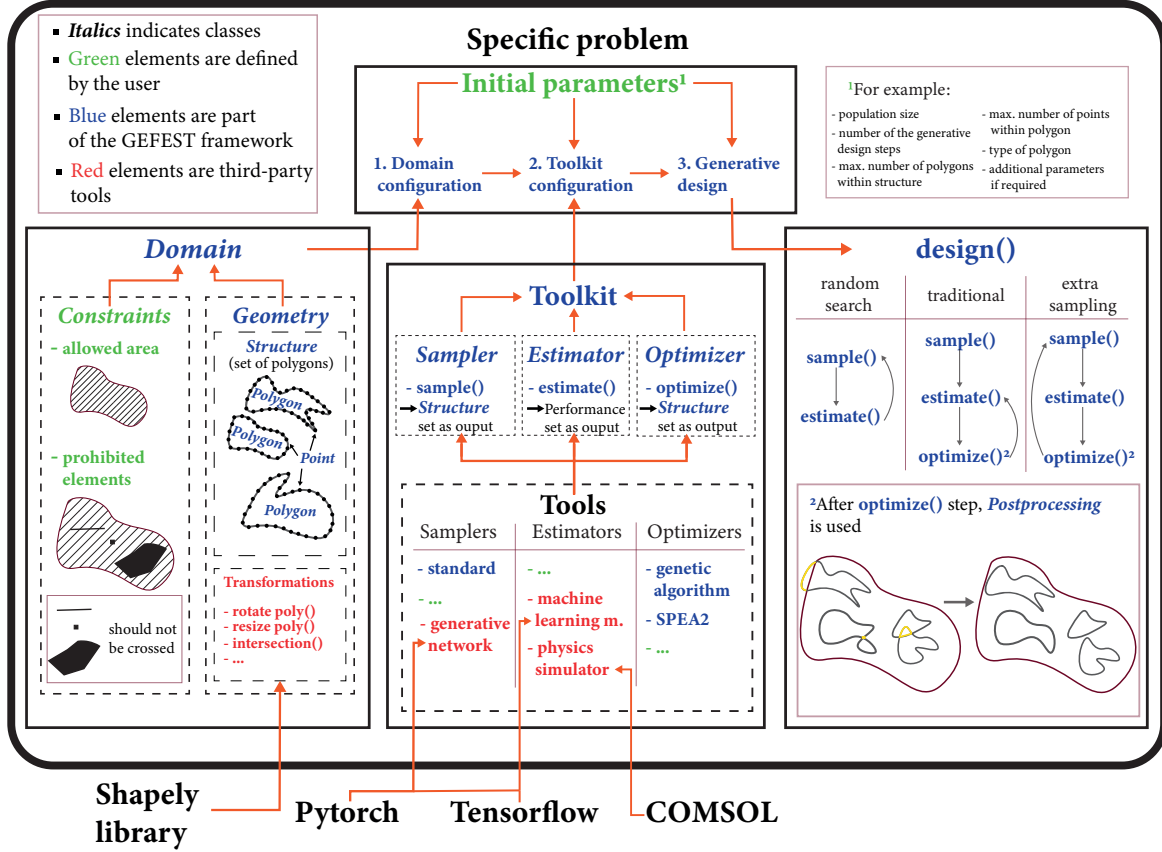 ▪ Italics indicates classes
▪ Green elements are defined
by the user
▪ Blue elements are part
of the GEFEST framework
▪ Red elements are third-party
tools
Specific problem
Initial parameters¹
1. Domain
configuration
2. Toolkit
configuration
3. Generative
design
¹For example:
- population size
- number of the generative
design steps
- max. number of polygons
within structure
- max. number of points
within polygon
- type of polygon
- additional parameters
if required
Domain
Constraints
- allowed area
- prohibited
elements
should not
be crossed
Geometry
Structure
(set of polygons)
Polygon
Polygon
Point
Polygon
Transformations
- rotate poly()
- resize poly()
- intersection()
- ...
Toolkit
Sampler
- sample()
Structure
set as ouput
Estimator
- estimate()
Performance
set as ouput
Optimizer
- optimize()
Structure
set as output
Tools
Samplers
- standard
- ...
- generative
network
Estimators
- ...
- machine
learning m.
- physics
simulator
Optimizers
- genetic
algorithm
- SPEA2
- ...
design()
random
search
sample()
estimate()
traditional
sample()
estimate()
optimize()²
extra
sampling
sample()
estimate()
optimize()²
²After optimize() step, Postprocessing
is used
Shapely
library
Pytorch
Tensorflow
COMSOL